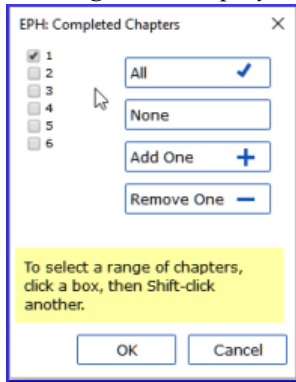 EPH: Completed Chapters
1
2
3
4
5
6
All
None
Add One
Remove One
To select a range of chapters,
click a box, then Shift-click
another.
OK
Cancel